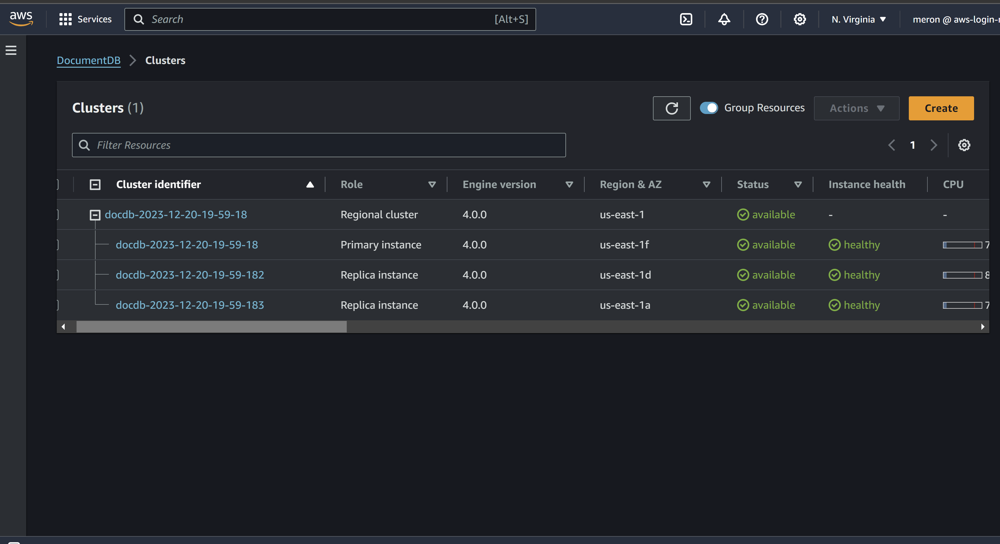 aws Services Search [Alt+S] N. Virginia meron @ aws-login-
DocumentDB Clusters
Clusters (1) Group Resources Actions Create
Filter Resources 1
Cluster identifier Role Engine version Region & AZ Status Instance health CPU
docdb-2023-12-20-19-59-18 Regional cluster 4.0.0 us-east-1 available - -
docdb-2023-12-20-19-59-18 Primary instance 4.0.0 us-east-1f available healthy 7
docdb-2023-12-20-19-59-182 Replica instance 4.0.0 us-east-1d available healthy 8
docdb-2023-12-20-19-59-183 Replica instance 4.0.0 us-east-1a available healthy 7